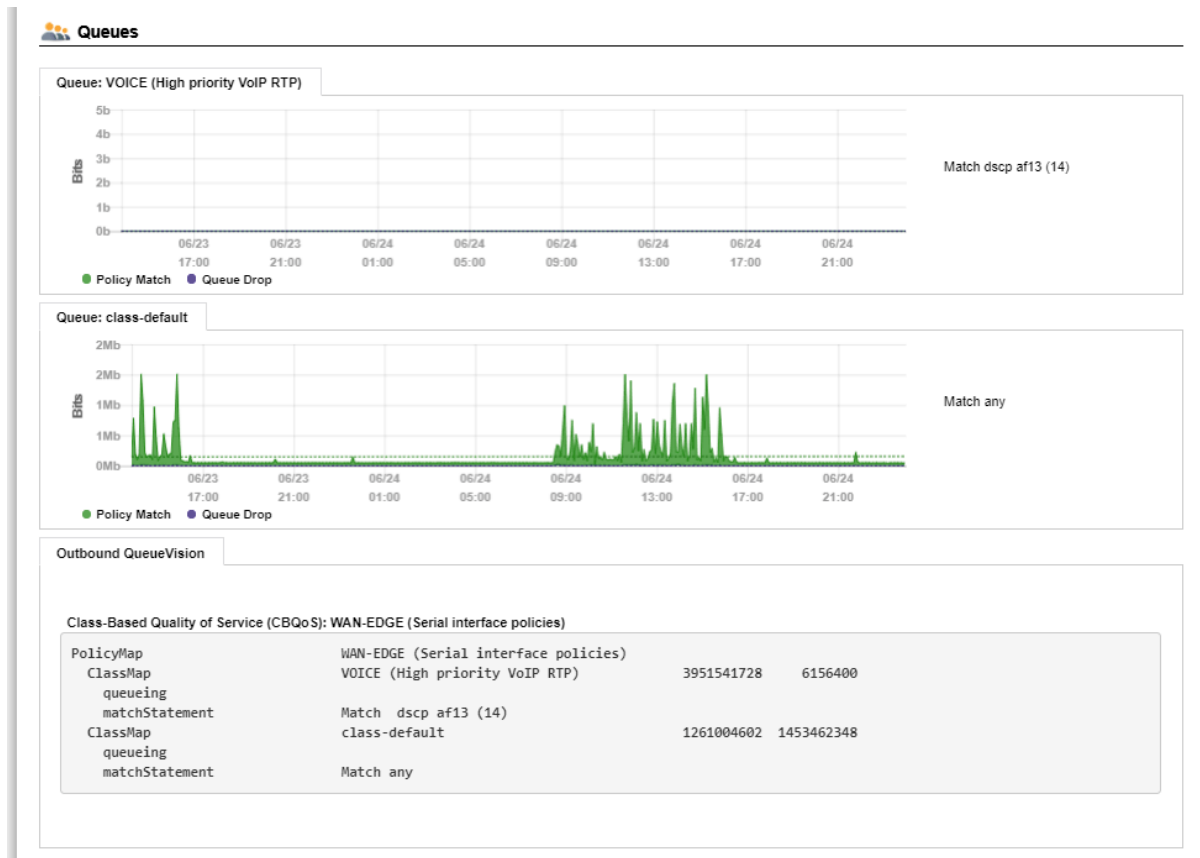 Queues
Queue: VOICE (High priority VoIP RTP)
5b
4b
3b
2b
1b
0b
Bits
06/23 06/23 06/24 06/24 06/24 06/24 06/24 06/24
17:00 21:00 01:00 05:00 09:00 13:00 17:00 21:00
Policy Match Queue Drop
Match dscp af13 (14)
Queue: class-default
2Mb
2Mb
1Mb
1Mb
0Mb
Bits
06/23 06/23 06/24 06/24 06/24 06/24 06/24 06/24
17:00 21:00 01:00 05:00 09:00 13:00 17:00 21:00
Policy Match Queue Drop
Match any
Outbound QueueVision
Class-Based Quality of Service (CBQoS): WAN-EDGE (Serial interface policies)
PolicyMap WAN-EDGE (Serial interface policies)
ClassMap VOICE (High priority VoIP RTP) 3951541728 6156400
queueing
matchStatement Match dscp af13 (14)
ClassMap class-default 1261004602 1453462348
queueing
matchStatement Match any